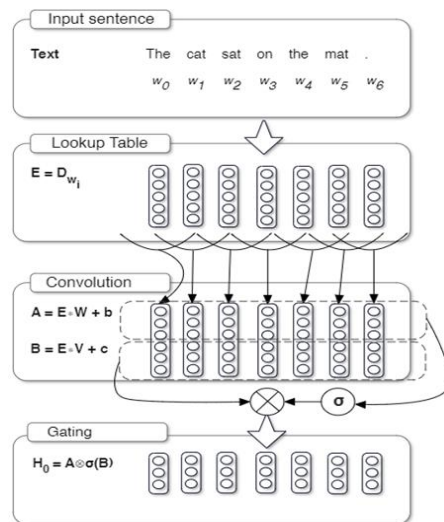 Input sentence
Text The cat sat on the mat .
w0 w1 w2 w3 w4 w5 w6
Lookup Table
E = Dwi
Convolution
A = E∗W + b
B = E∗V + c
σ
Gating
H0 = A⊗σ(B)